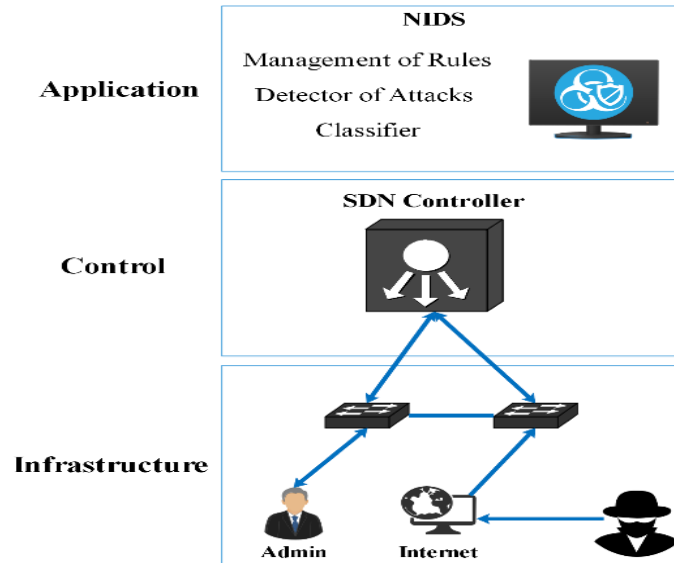 NIDS
Management of Rules
Detector of Attacks
Classifier
Application
SDN Controller
Control
Infrastructure
Admin
Internet